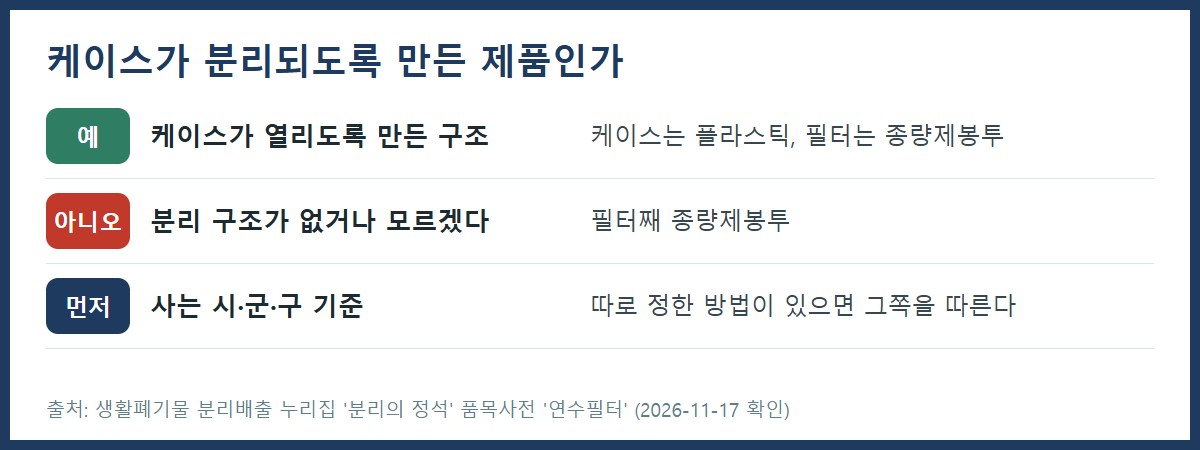 케이스가 분리되도록 만든 제품인가
예 케이스가 열리도록 만든 구조 케이스는 플라스틱, 필터는 종량제봉투
아니오 분리 구조가 없거나 모르겠다 필터째 종량제봉투
먼저 사는 시·군·구 기준 따로 정한 방법이 있으면 그쪽을 따른다
출처: 생활폐기물 분리배출 누리집 '분리의 정석' 품목사전 '연수필터' (2026-11-17 확인)